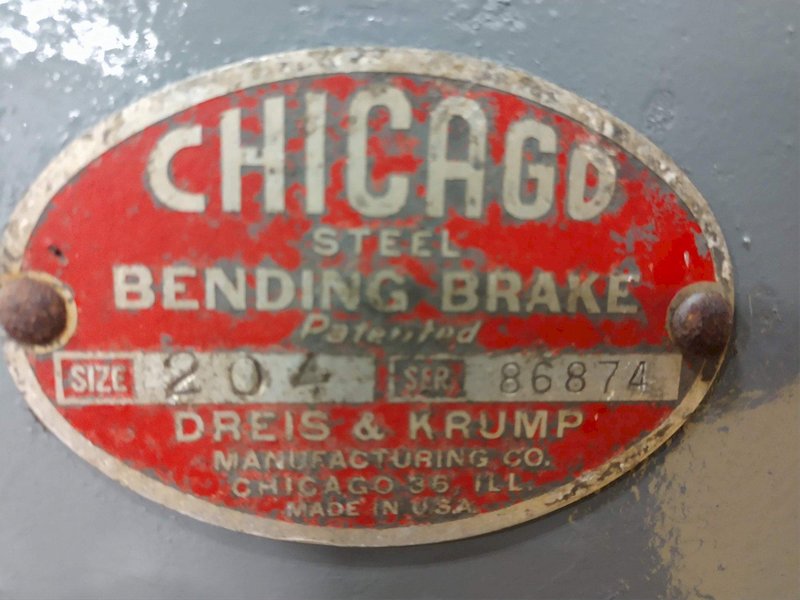 CHICAGO
STEEL
BENDING BRAKE
Patented
SIZE 204 SER. 86874
DREIS & KRUMP
MANUFACTURING CO.
CHICAGO 36, ILL.
MADE IN U.S.A.